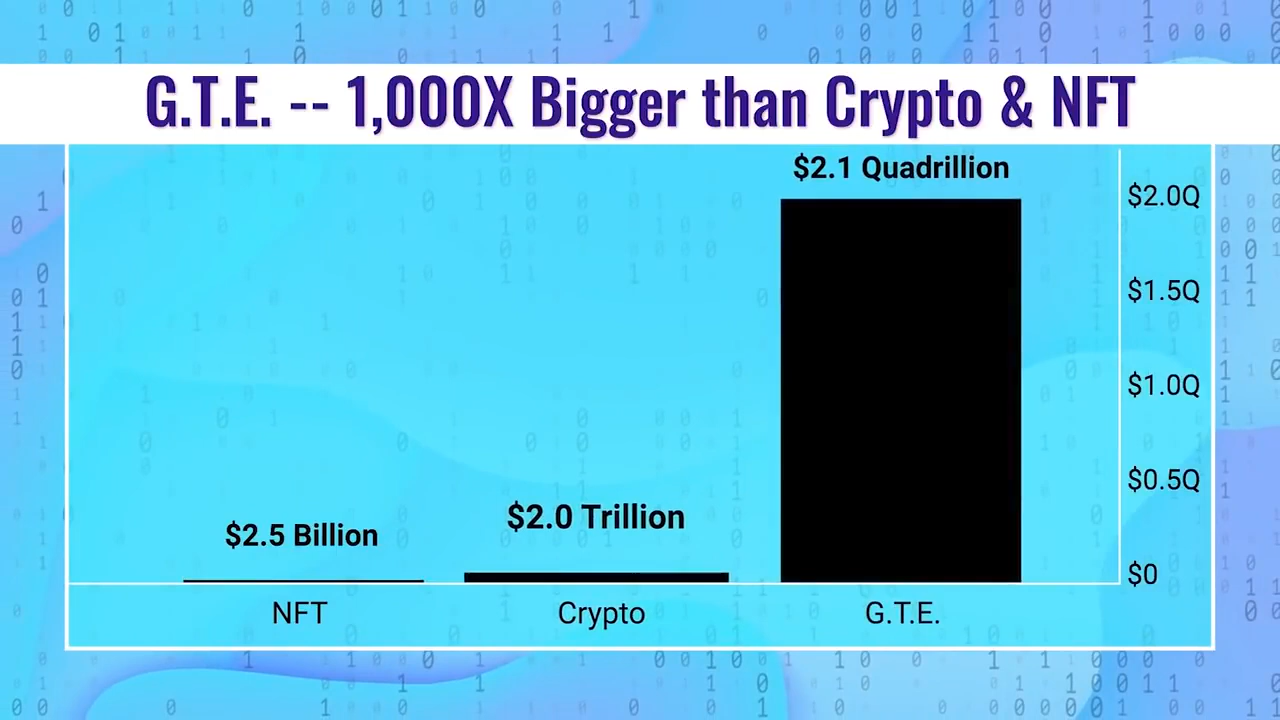 G.T.E. -- 1,000X Bigger than Crypto & NFT
$2.1 Quadrillion
$2.0Q
$1.5Q
$1.0Q
$0.5Q
$0
$2.0 Trillion
$2.5 Billion
NFT
Crypto
G.T.E.